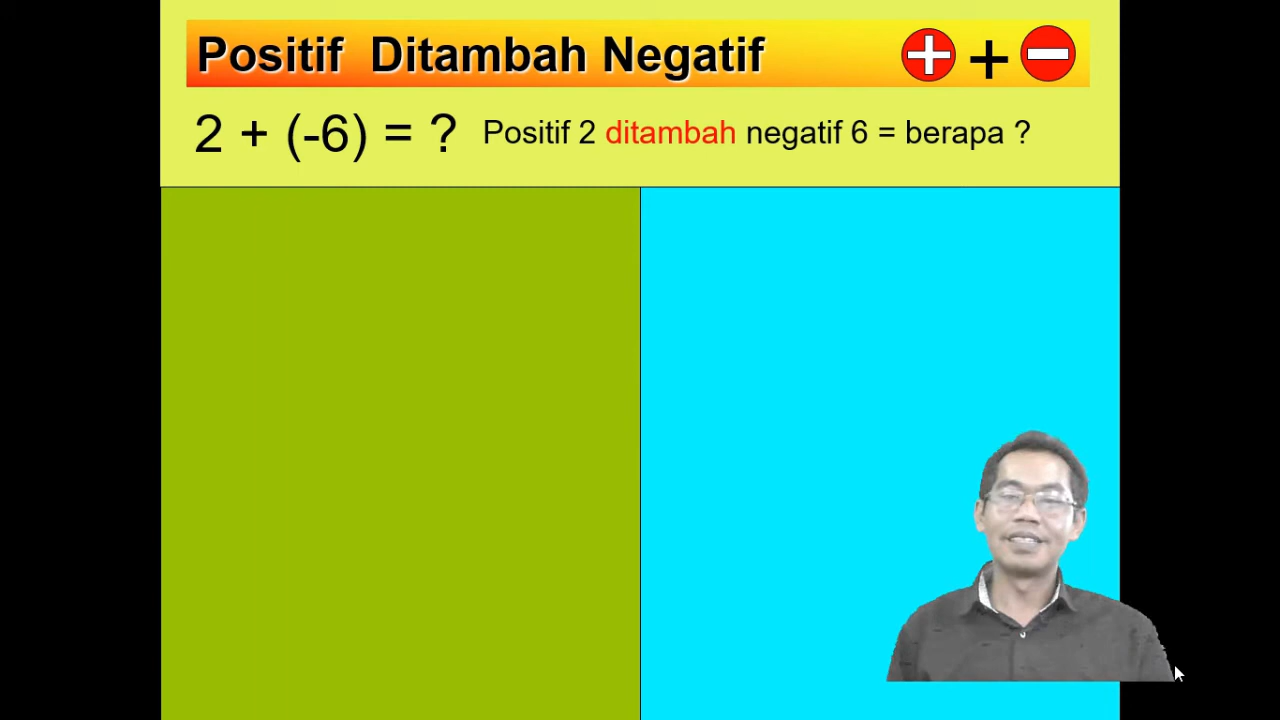 Positif Ditambah Negatif + + −
2 + (-6) = ? Positif 2 ditambah negatif 6 = berapa ?